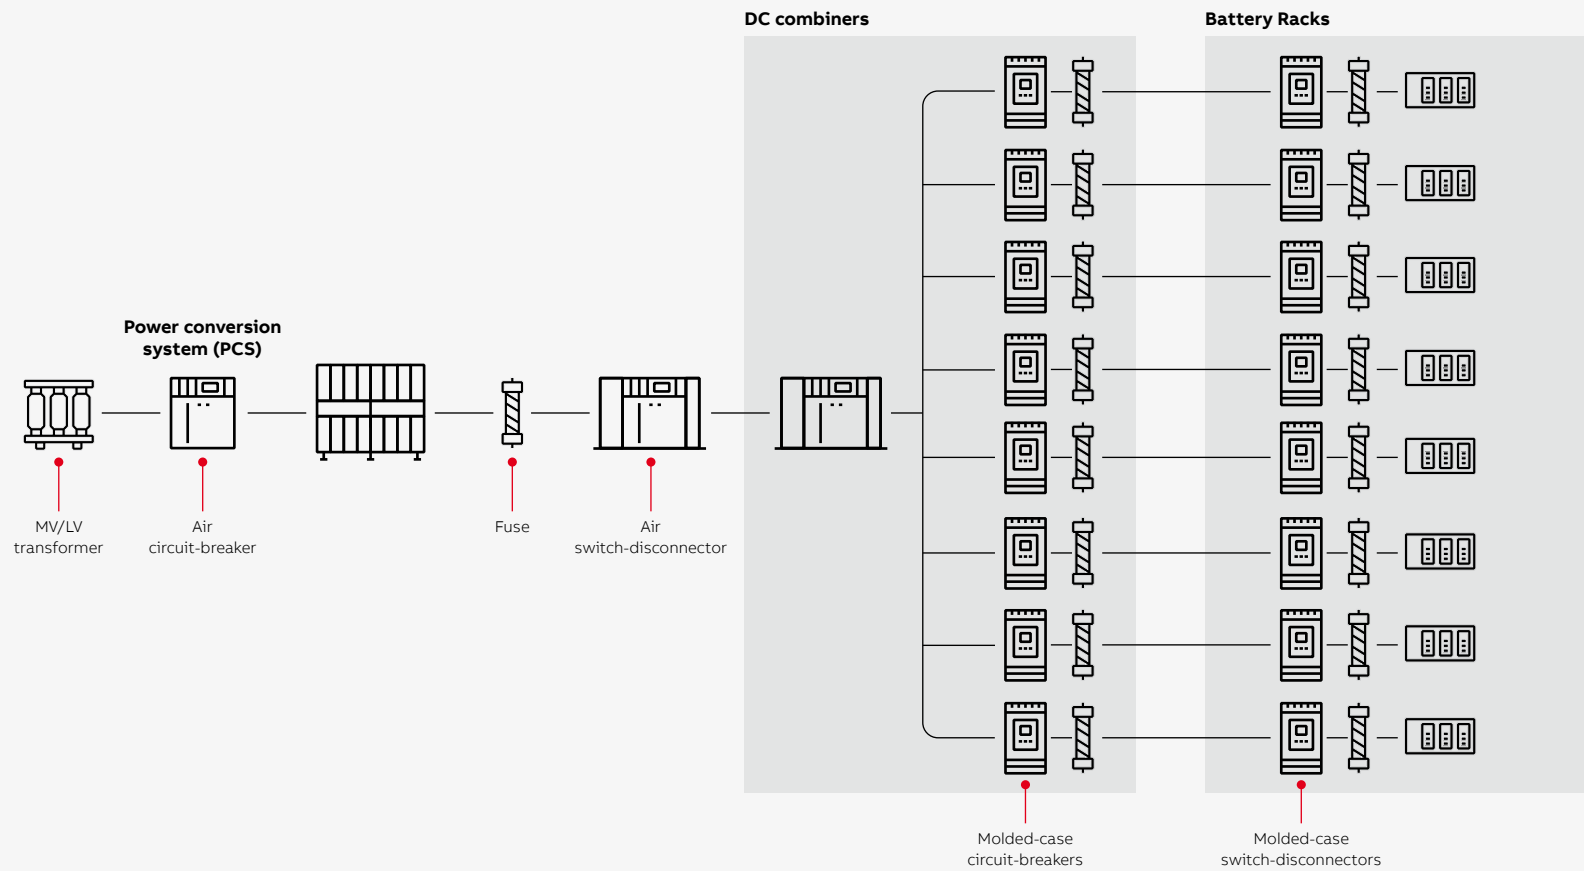 DC combiners
Battery Racks
Power conversion
system (PCS)
MV/LV
transformer
Air
circuit-breaker
Fuse
Air
switch-disconnector
Molded-case
circuit-breakers
Molded-case
switch-disconnectors